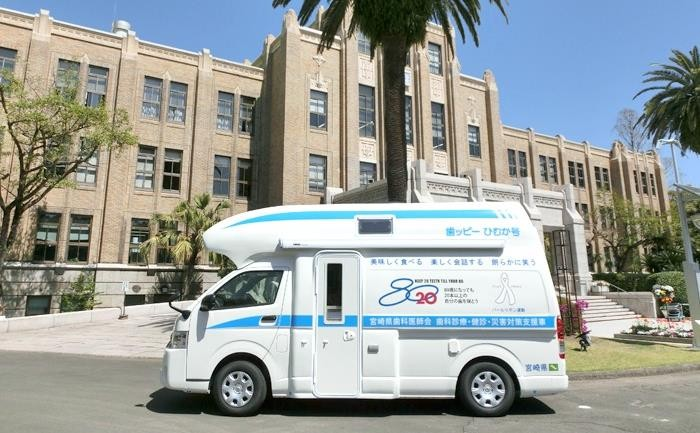 歯ッピーひむか号
美味しく食べる 楽しく会話する 朗らかに笑う
KEEP 20 TEETH TILL YOUR 80
8020
80歳になっても
20本以上の
自分の歯を保とう
パールリボン運動
宮崎県歯科医師会 歯科診療・健診・災害対策支援車
宮崎県